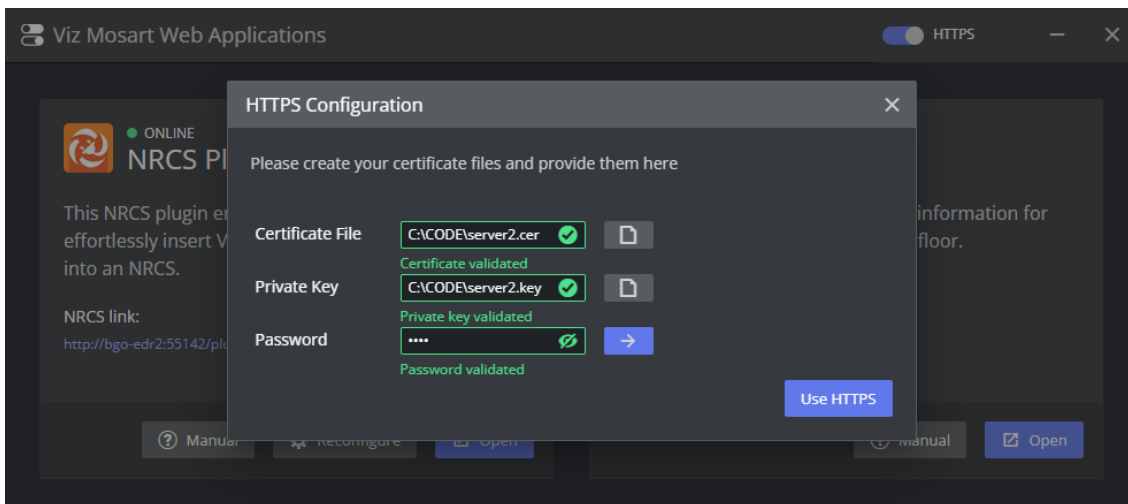 Viz Mosart Web Applications
HTTPS
HTTPS Configuration
Please create your certificate files and provide them here
Certificate File
C:\CODE\server2.cer
Certificate validated
Private Key
C:\CODE\server2.key
Private key validated
Password
••••
Password validated
Use HTTPS
ONLINE
NRCS Pl
This NRCS plugin e
effortlessly insert V
into an NRCS.
NRCS link:
http://bgo-edr2:55142/plu
Manual
Reconfigure
Open
information for
floor.
Manual
Open